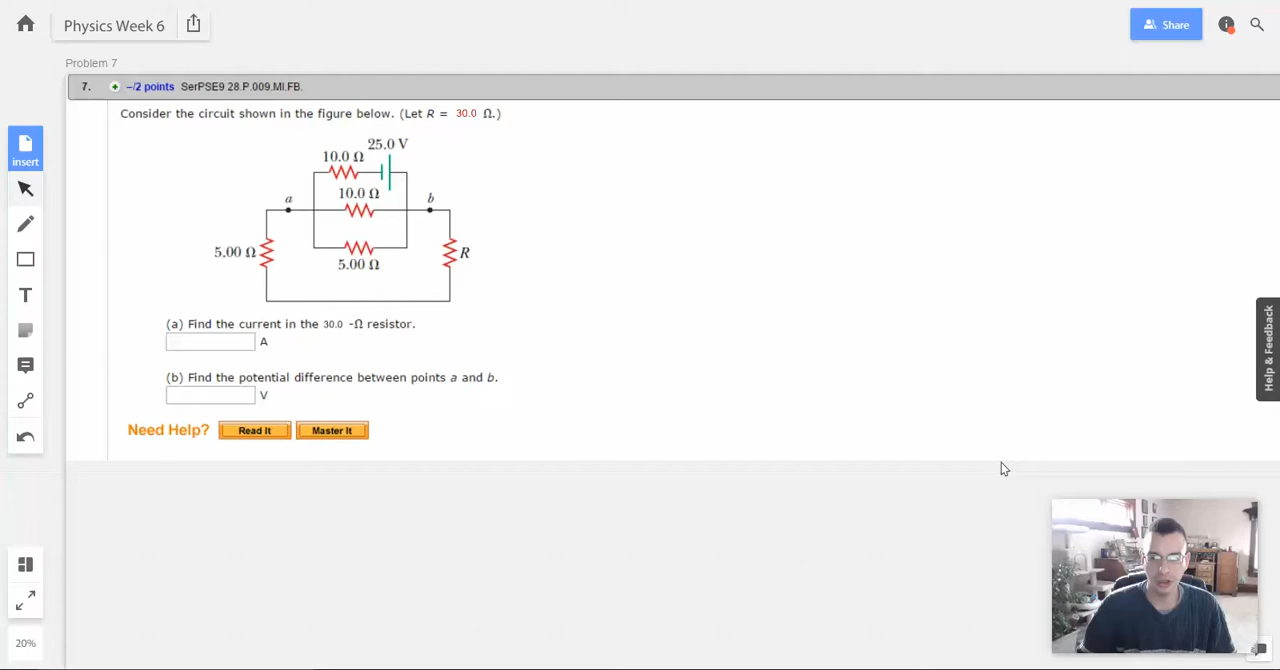 Physics Week 6
Share
Problem 7
7. –/2 points SerPSE9 28.P.009.MI.FB.
insert
Consider the circuit shown in the figure below. (Let R = 30.0 Ω.)
25.0 V
10.0 Ω
10.0 Ω
a
b
5.00 Ω
R
5.00 Ω
T
(a) Find the current in the 30.0 -Ω resistor.
A
(b) Find the potential difference between points a and b.
V
Need Help? Read It Master It
Help & Feedback
20%